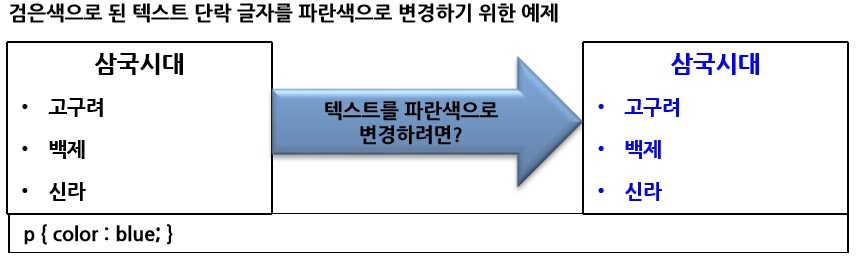 검은색으로 된 텍스트 단락 글자를 파란색으로 변경하기 위한 예제
삼국시대
• 고구려
• 백제
• 신라
텍스트를 파란색으로
변경하려면?
삼국시대
• 고구려
• 백제
• 신라
p { color : blue; }